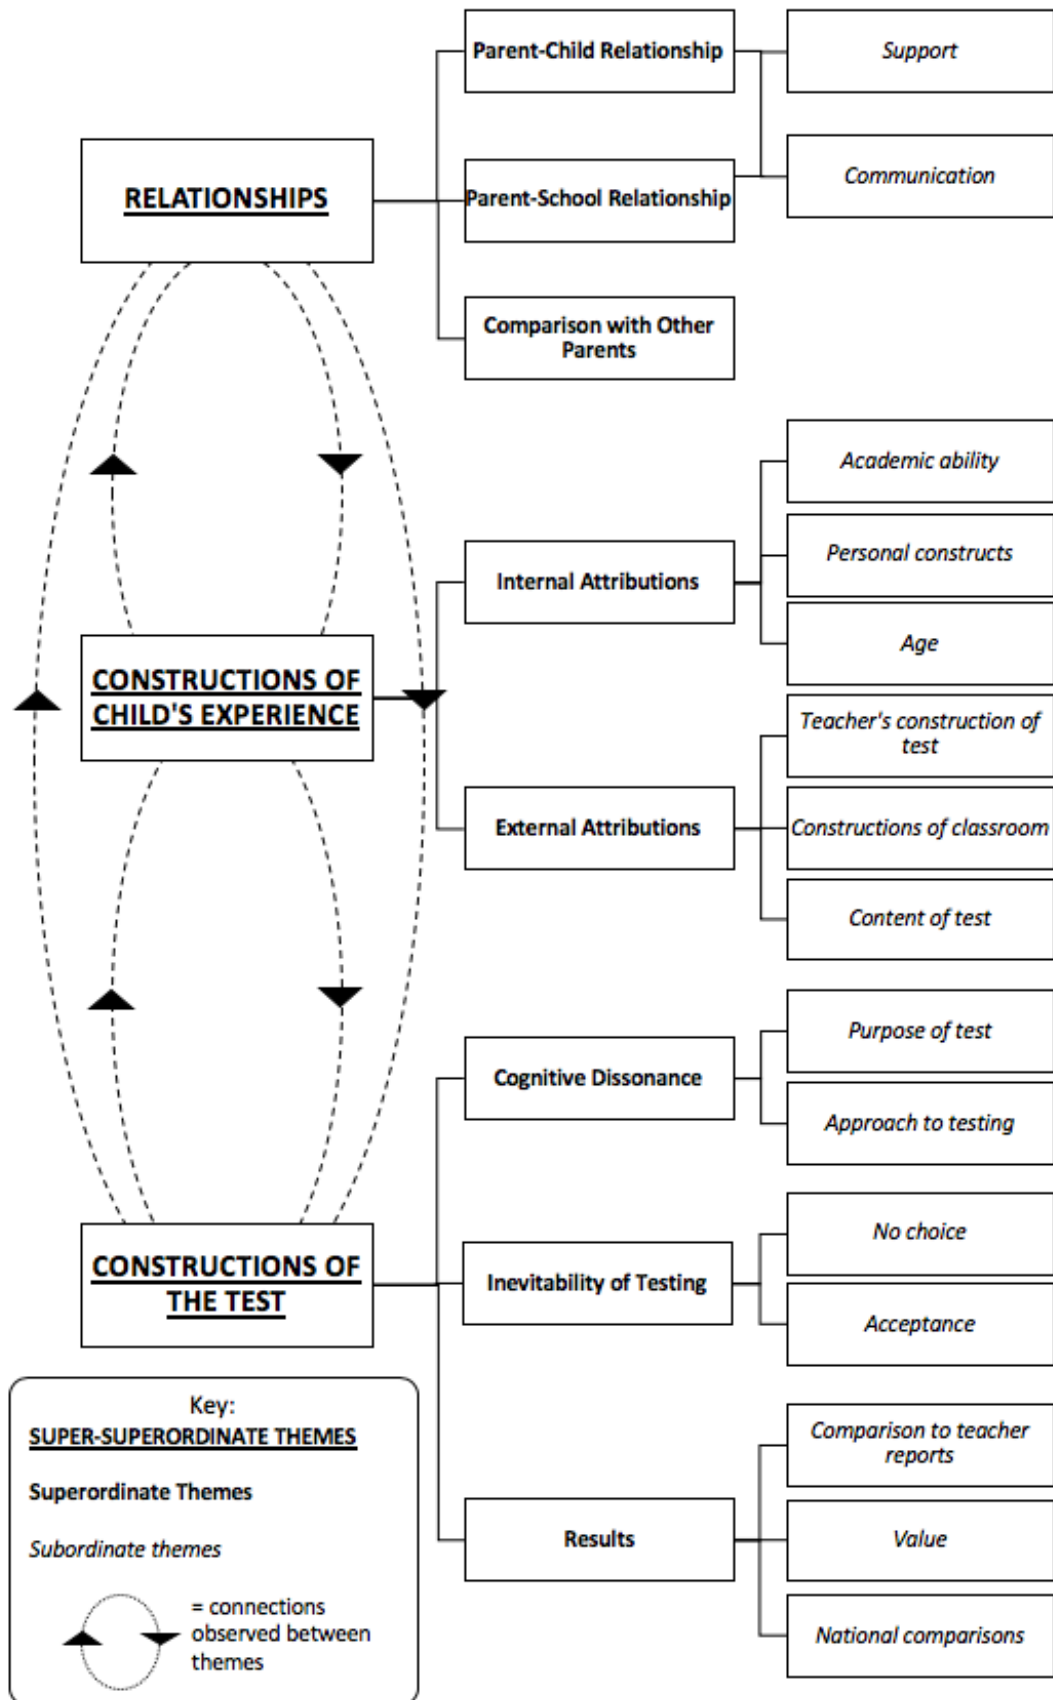 Parent-Child Relationship
Support
Communication
RELATIONSHIPS
Parent-School Relationship
Comparison with Other
Parents
Academic ability
Personal constructs
Internal Attributions
Age
CONSTRUCTIONS OF
CHILD'S EXPERIENCE
Teacher's construction of
test
External Attributions
Constructions of classroom
Content of test
Purpose of test
Cognitive Dissonance
Approach to testing
No choice
CONSTRUCTIONS OF
THE TEST
Inevitability of Testing
Acceptance
Comparison to teacher
reports
Results
Value
National comparisons
Key:
SUPER-SUPERORDINATE THEMES
Superordinate Themes
Subordinate themes
= connections
observed between
themes